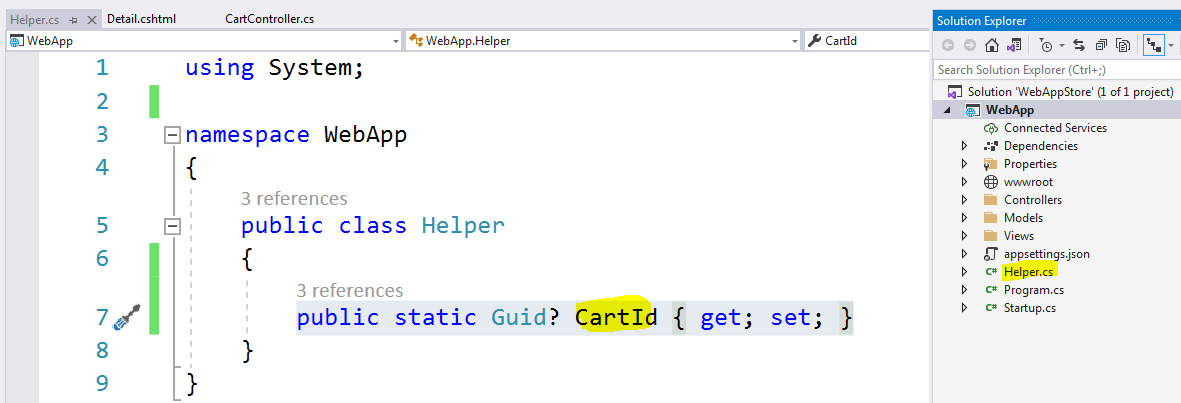 Helper.cs Detail.cshtml CartController.cs
WebApp WebApp.Helper CartId
1 using System;
2
3 namespace WebApp
4 {
3 references
5 public class Helper
6 {
3 references
7 public static Guid? CartId { get; set; }
8 }
9 }
Solution Explorer
Search Solution Explorer (Ctrl+;)
Solution 'WebAppStore' (1 of 1 project)
WebApp
Connected Services
Dependencies
Properties
wwwroot
Controllers
Models
Views
appsettings.json
C# Helper.cs
C# Program.cs
C# Startup.cs